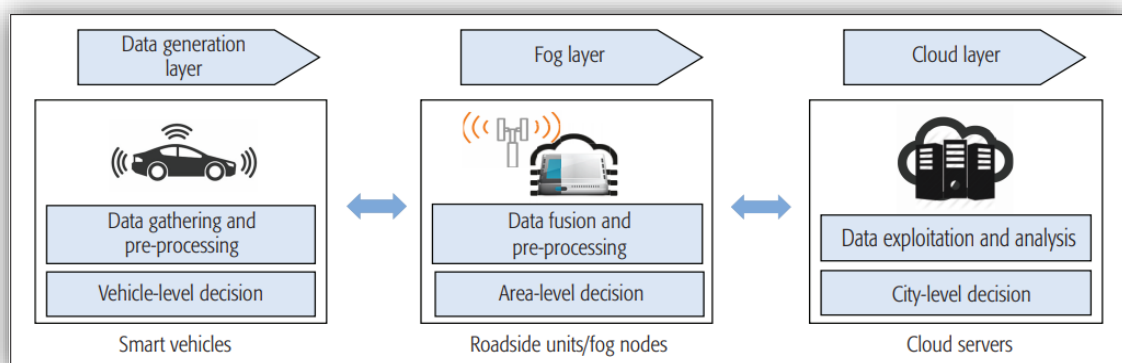 Data generation
layer
Fog layer
Cloud layer
Data gathering and
pre-processing
Vehicle-level decision
Smart vehicles
Data fusion and
pre-processing
Area-level decision
Roadside units/fog nodes
Data exploitation and analysis
City-level decision
Cloud servers